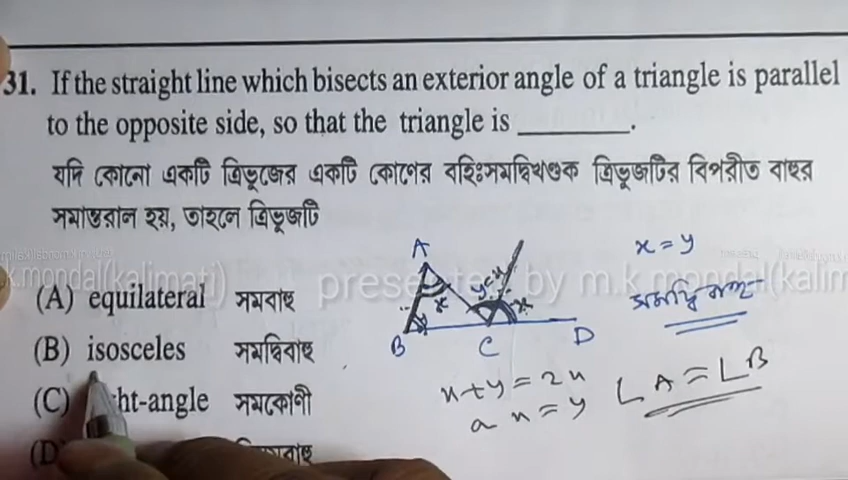 31. If the straight line which bisects an exterior angle of a triangle is parallel
to the opposite side, so that the triangle is ________.
যদি কোনো একটি ত্রিভূজের একটি কোণের বহিঃসমদ্বিখণ্ডক ত্রিভূজটির বিপরীত বাহুর
সমান্তরাল হয়, তাহলে ত্রিভূজটি
k.mondal(kalimati) presented by m.k.mondal(kalim
A
x = y
(A) equilateral সমবাহু
x
(B) isosceles সমদ্বিবাহু
B C D
x+y = 2x
∠A = ∠B
(C) ht-angle সমকোণী
x = y
(D)